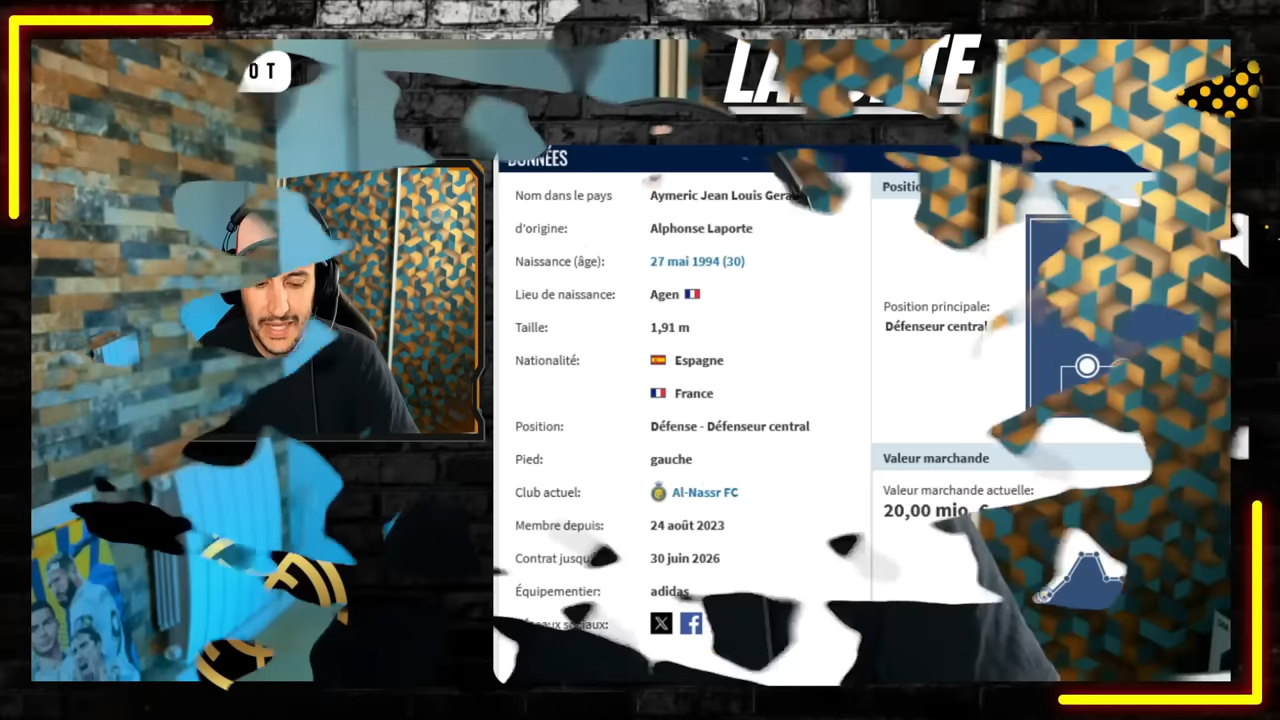 OT
DONNÉES
Nom dans le pays Aymeric Jean Louis
d'origine: Alphonse Laporte
Naissance (âge): 27 mai 1994 (30)
Lieu de naissance: Agen
Taille: 1,91 m
Nationalité: Espagne
France
Position: Défense - Défenseur central
Pied: gauche
Club actuel: Al-Nassr FC
Membre depuis: 24 août 2023
Contrat 30 juin 2026
Équipementier: adidas
Position principale:
Défenseur central
Valeur marchande
Valeur marchande actuelle:
20,00 mio. €